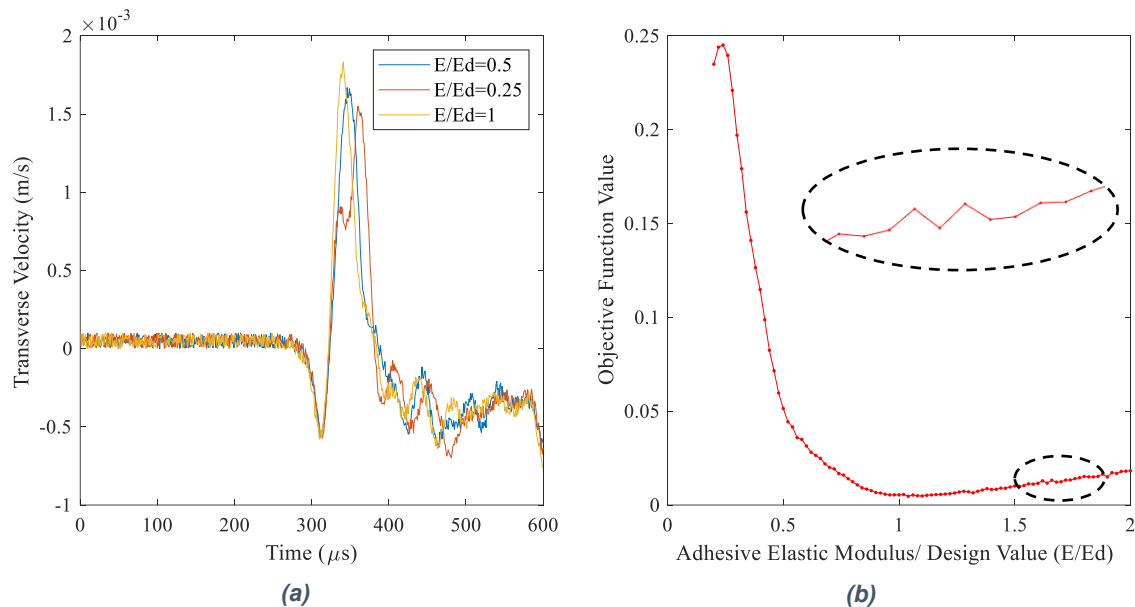 ×10⁻³
2
1.5
1
0.5
0
-0.5
-1
0
100
200
300
400
500
600
Transverse Velocity (m/s)
Time (μs)
E/Ed=0.5
E/Ed=0.25
E/Ed=1
(a)
0.25
0.2
0.15
0.1
0.05
0
0
0.5
1
1.5
2
Objective Function Value
Adhesive Elastic Modulus/ Design Value (E/Ed)
(b)